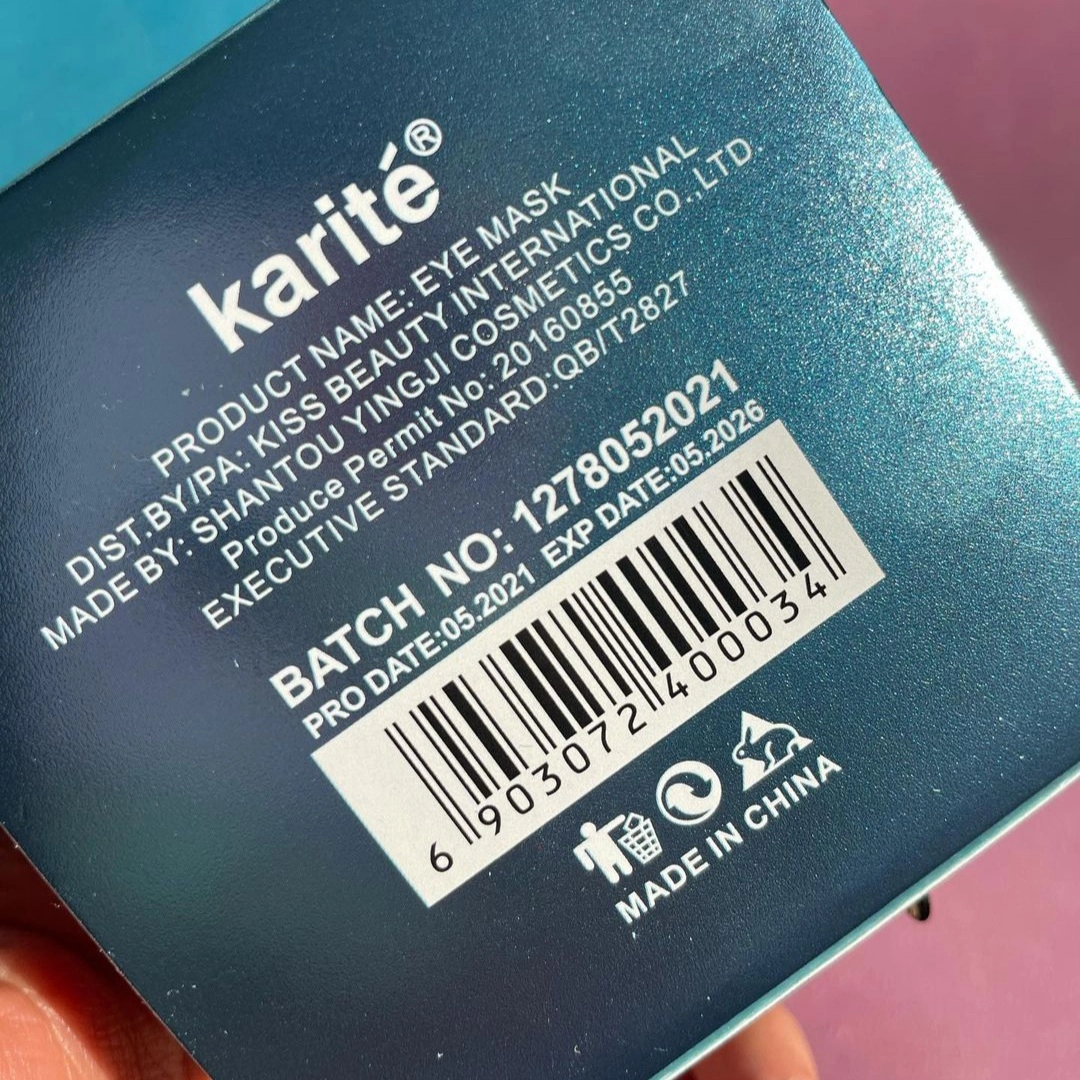 karité®
PRODUCT NAME: EYE MASK
DIST.BY/PA: KISS BEAUTY INTERNATIONAL
MADE BY: SHANTOU YINGJI COSMETICS CO.,LTD.
Produce Permit No: 20160855
EXECUTIVE STANDARD:QB/T2827
BATCH NO: 1278052021
PRO DATE:05.2021 EXP DATE:05.2026
6 903072 400034
MADE IN CHINA